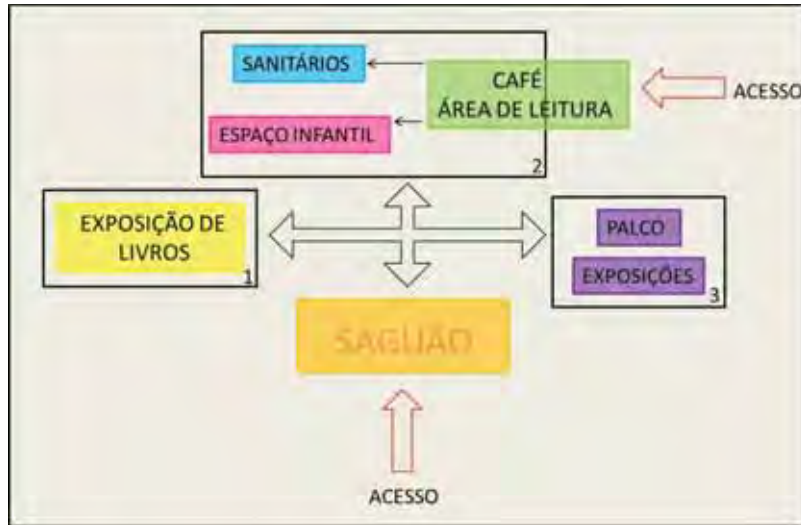 SANITÁRIOS
CAFÉ
ÁREA DE LEITURA
ACESSO
ESPAÇO INFANTIL
2
EXPOSIÇÃO DE
LIVROS
1
PALCO
EXPOSIÇÕES
3
SAGUÃO
ACESSO